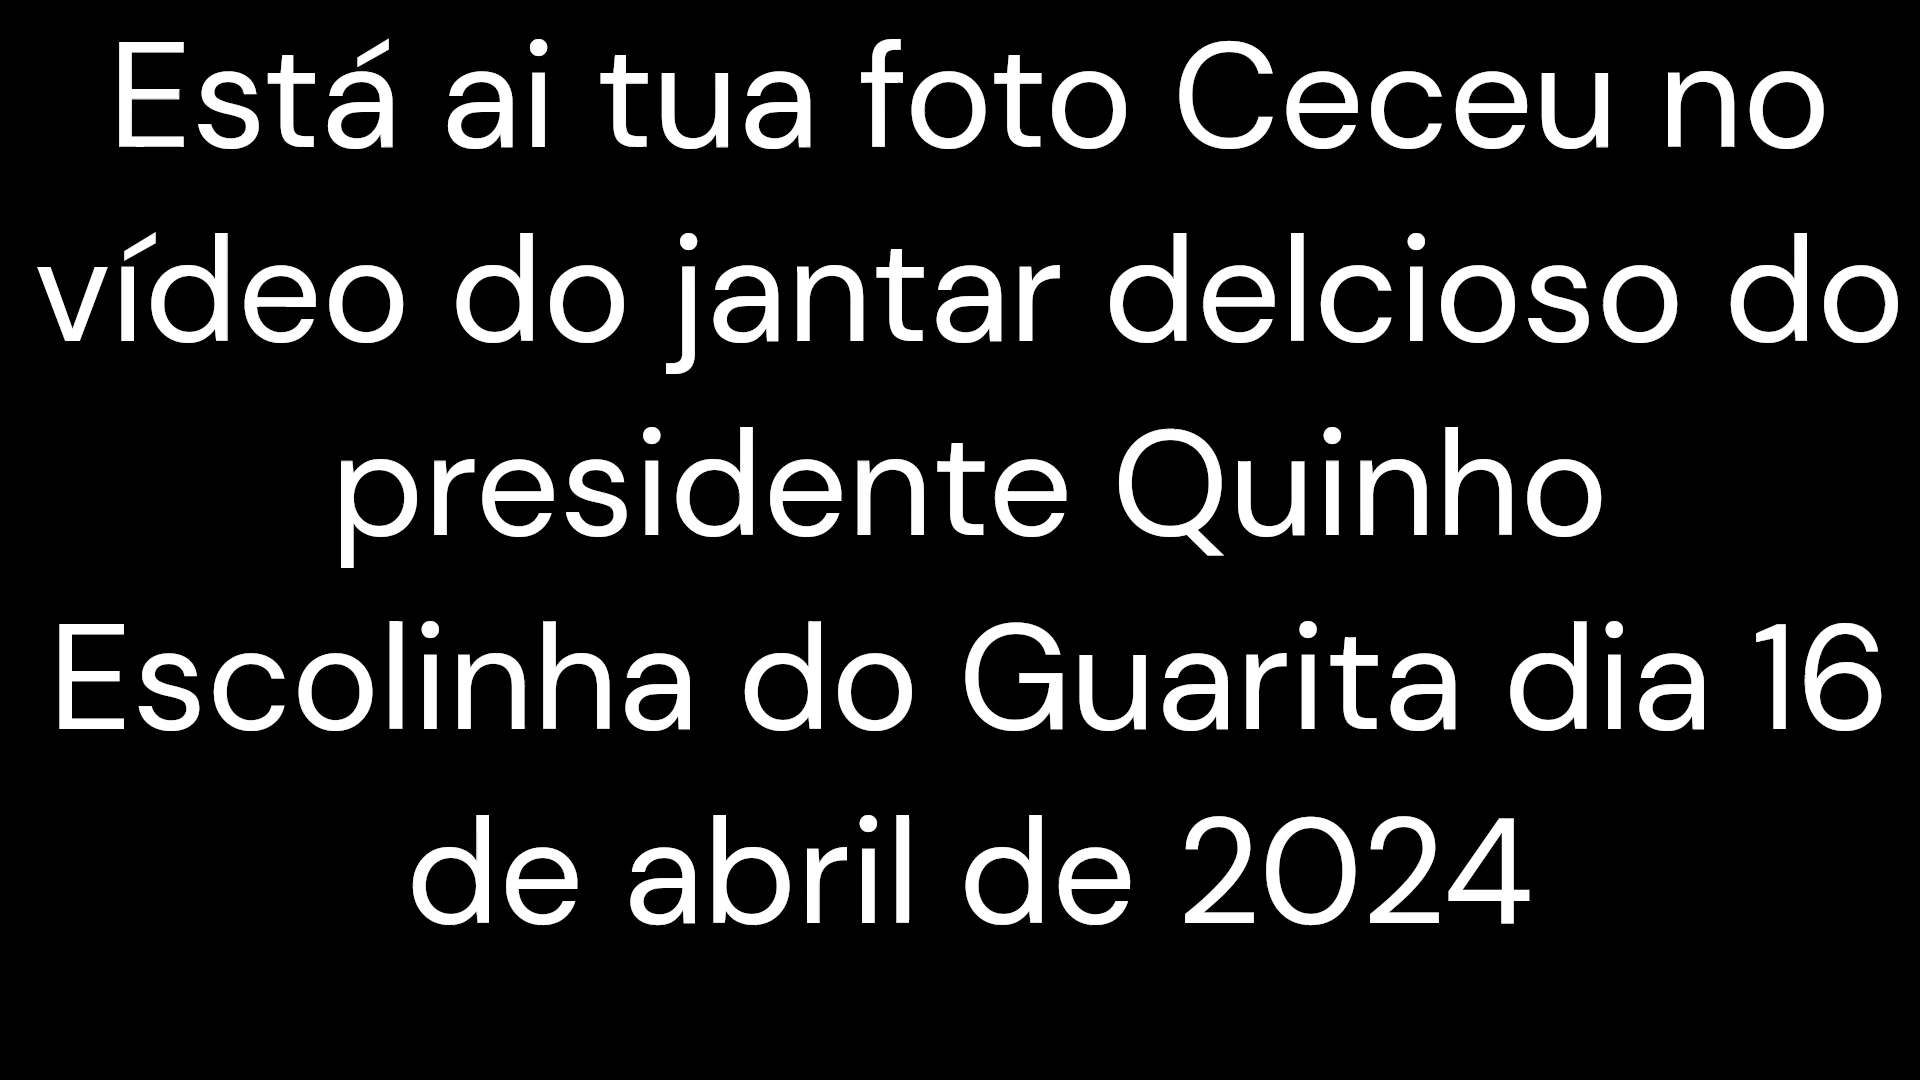 Está ai tua foto Ceceu no
vídeo do jantar delcioso do
presidente Quinho
Escolinha do Guarita dia 16
de abril de 2024